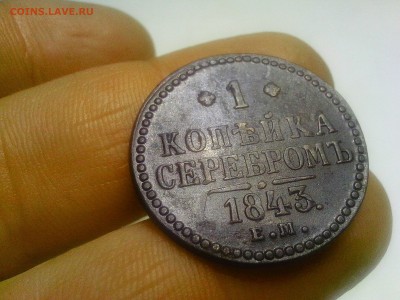 COINS.LAVE.RU
1
КОПѢЙКА
СЕРЕБРОМЪ
1843.
Е.М.